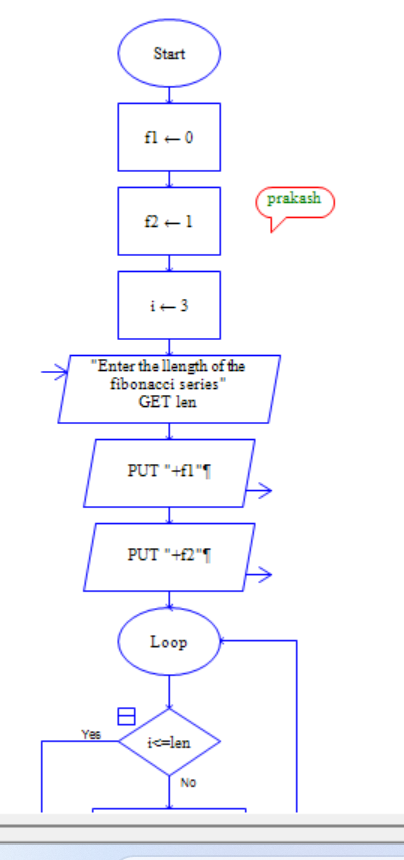 Start
f1 ← 0
prakash
f2 ← 1
i ← 3
"Enter the llength of the
fibonacci series"
GET len
PUT "+f1"¶
PUT "+f2"¶
Loop
Yes
i<=len
No